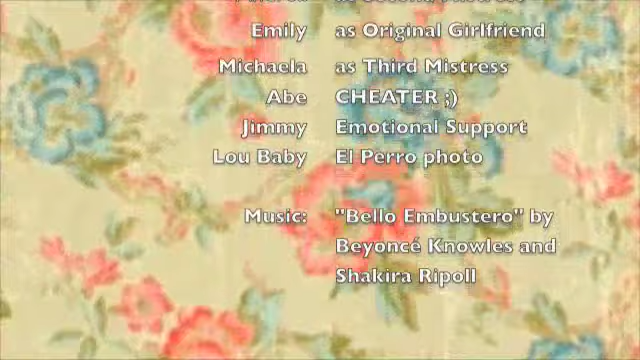 Emily as Original Girlfriend
Michaela as Third Mistress
Abe CHEATER ;)
Jimmy Emotional Support
Lou Baby El Perro photo
Music: "Bello Embustero" by
Beyoncé Knowles and
Shakira Ripoll